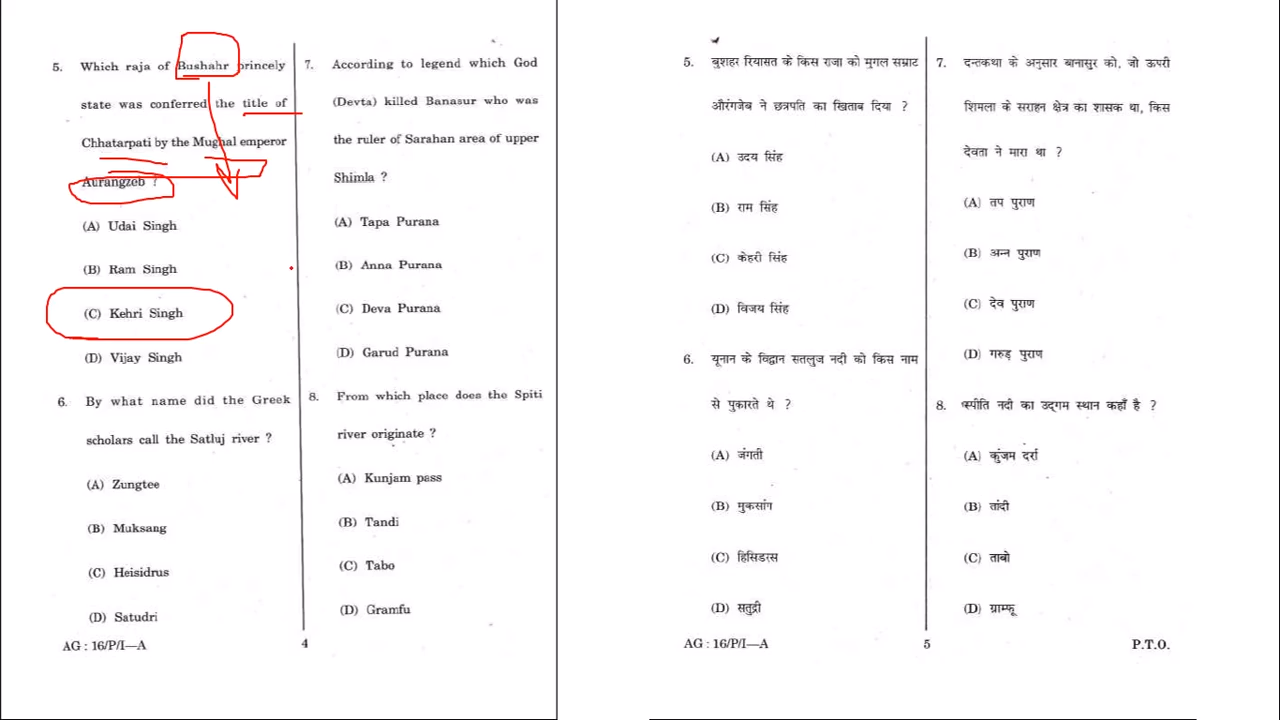 5. Which raja of Bushahr princely
state was conferred the title of
Chhatarpati by the Mughal emperor
Aurangzeb ?
(A) Udai Singh
(B) Ram Singh
(C) Kehri Singh
(D) Vijay Singh
6. By what name did the Greek
scholars call the Satluj river ?
(A) Zungtee
(B) Muksang
(C) Heisidrus
(D) Satudri
AG : 16/P/I—A
7. According to legend which God
(Devta) killed Banasur who was
the ruler of Sarahan area of upper
Shimla ?
(A) Tapa Purana
(B) Anna Purana
(C) Deva Purana
(D) Garud Purana
8. From which place does the Spiti
river originate ?
(A) Kunjam pass
(B) Tandi
(C) Tabo
(D) Gramfu
4
5. बुशहर रियासत के किस राजा को मुगल सम्राट
औरंगजेब ने छत्रपति का खिताब दिया ?
(A) उदय सिंह
(B) राम सिंह
(C) केहरी सिंह
(D) विजय सिंह
6. यूनान के विद्वान सतलुज नदी को किस नाम
से पुकारते थे ?
(A) जंगती
(B) मुकसांग
(C) हिसिडरस
(D) सतुद्री
AG : 16/P/I—A
7. दन्तकथा के अनुसार बानासुर को, जो ऊपरी
शिमला के सराहन क्षेत्र का शासक था, किस
देवता ने मारा था ?
(A) तप पुराण
(B) अन्न पुराण
(C) देव पुराण
(D) गरुड़ पुराण
8. स्पीति नदी का उद्‌गम स्थान कहाँ है ?
(A) कुंजम दर्रा
(B) तांदी
(C) ताबो
(D) ग्राम्फू
5
P.T.O.